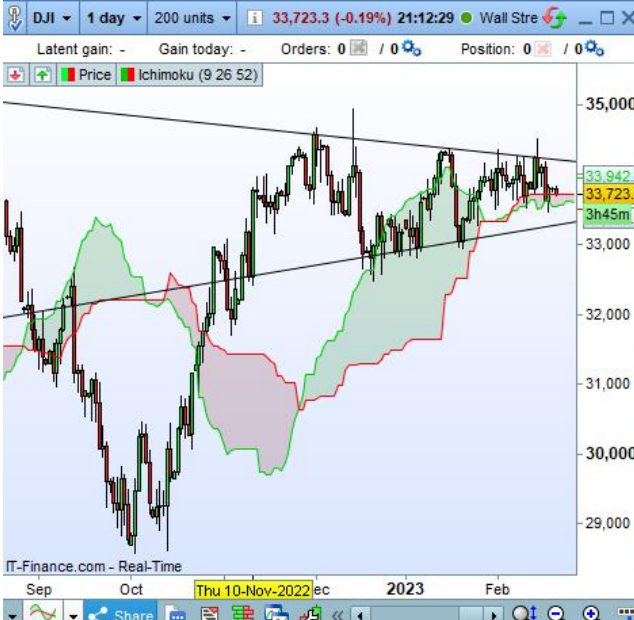 DJI 1 day 200 units i 33,723.3 (-0.19%) 21:12:29 Wall Stre
Latent gain: - Gain today: - Orders: 0 / 0 Position: 0 / 0
Price Ichimoku (9 26 52)
35,000
33,942
33,723
3h45m
33,000
32,000
31,000
30,000
29,000
IT-Finance.com - Real-Time
Sep Oct Thu 10-Nov-2022 ec 2023 Feb
Share